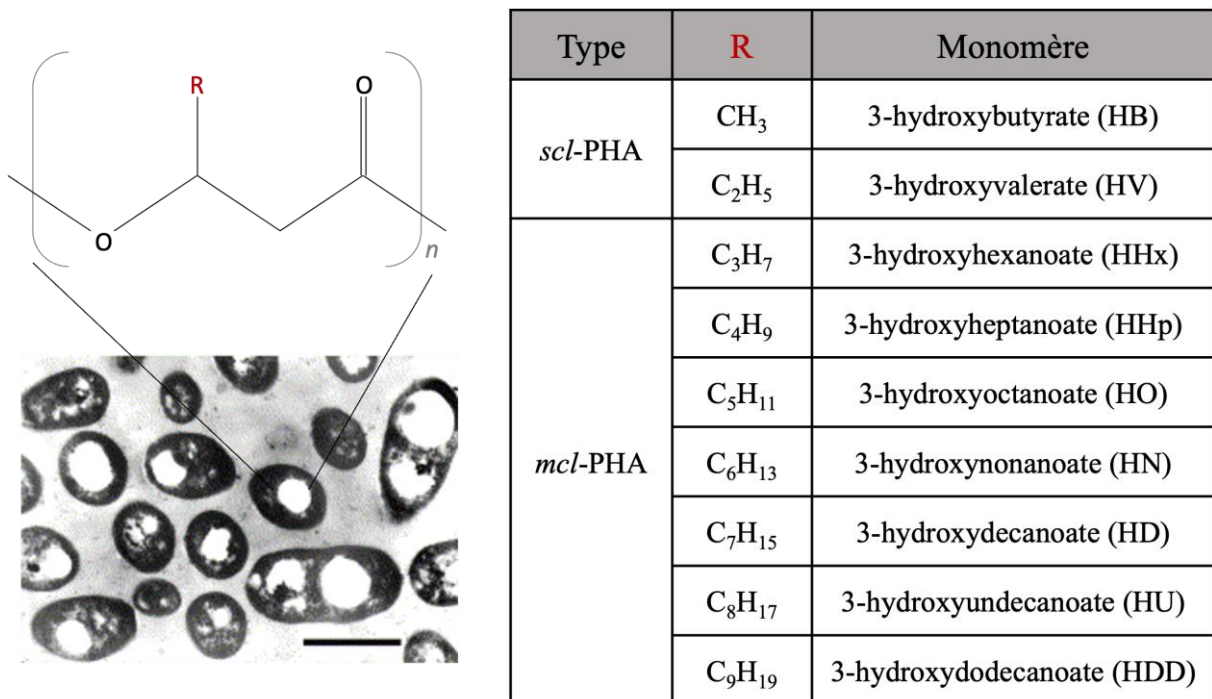 R
O
O
n
Type R Monomère
scl-PHA
CH₃ 3-hydroxybutyrate (HB)
C₂H₅ 3-hydroxyvalerate (HV)
mcl-PHA
C₃H₇ 3-hydroxyhexanoate (HHx)
C₄H₉ 3-hydroxyheptanoate (HHp)
C₅H₁₁ 3-hydroxyoctanoate (HO)
C₆H₁₃ 3-hydroxynonanoate (HN)
C₇H₁₅ 3-hydroxydecanoate (HD)
C₈H₁₇ 3-hydroxyundecanoate (HU)
C₉H₁₉ 3-hydroxydodecanoate (HDD)